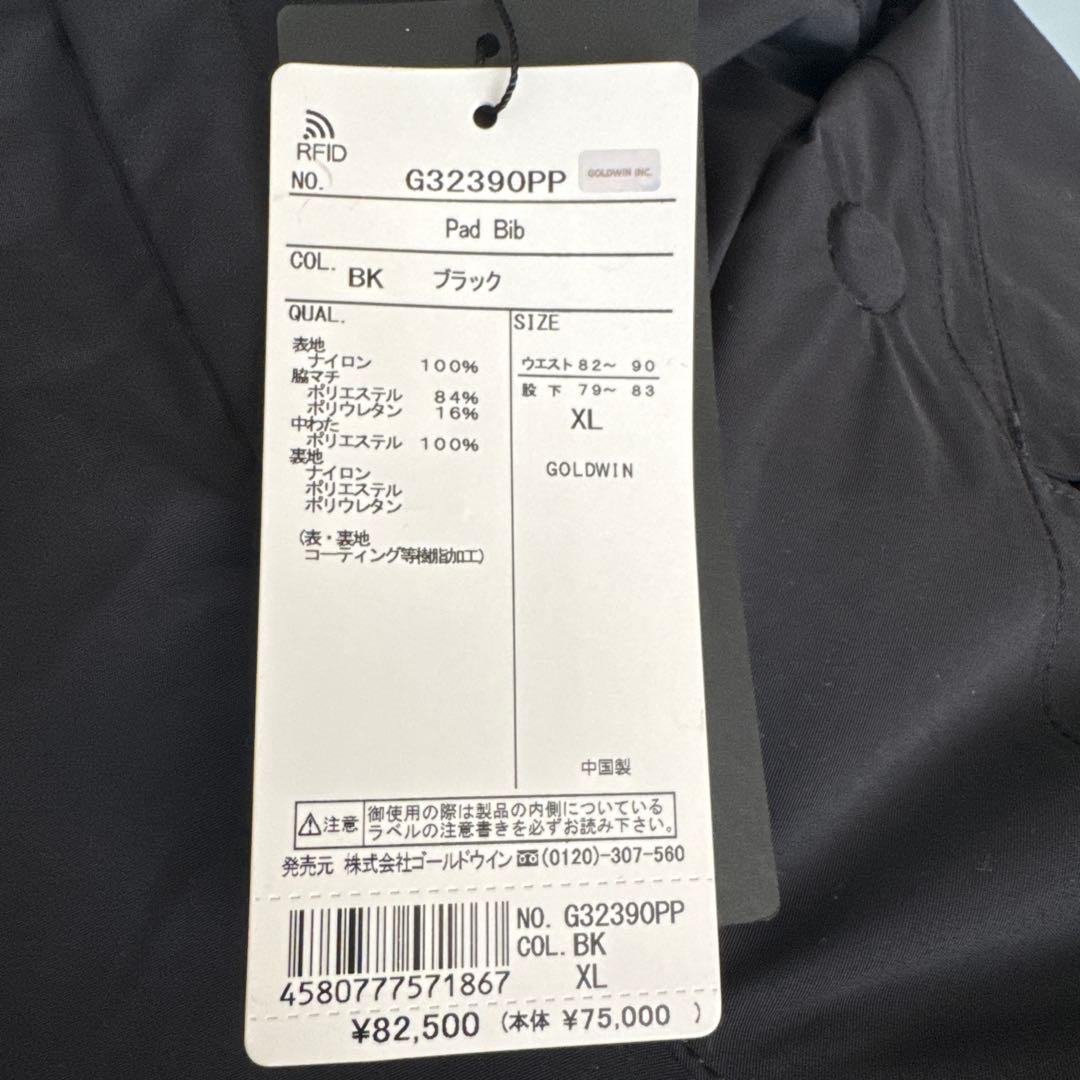 RFID
NO. G32390PP GOLDWIN INC.
Pad Bib
COL. BK ブラック
QUAL.
表地
ナイロン 100%
脇マチ
ポリエステル 84%
ポリウレタン 16%
中わた
ポリエステル 100%
裏地
ナイロン
ポリエステル
ポリウレタン
(表・裏地
コーティング等樹脂加工)
SIZE
ウエスト 82～ 90
股 下 79～ 83
XL
GOLDWIN
中国製
注意
御使用の際は製品の内側についている
ラベルの注意書きを必ずお読み下さい。
発売元 株式会社ゴールドウイン (0120)-307-560
4580777571867
NO. G32390PP
COL. BK
XL
¥82,500 (本体 ¥75,000 )